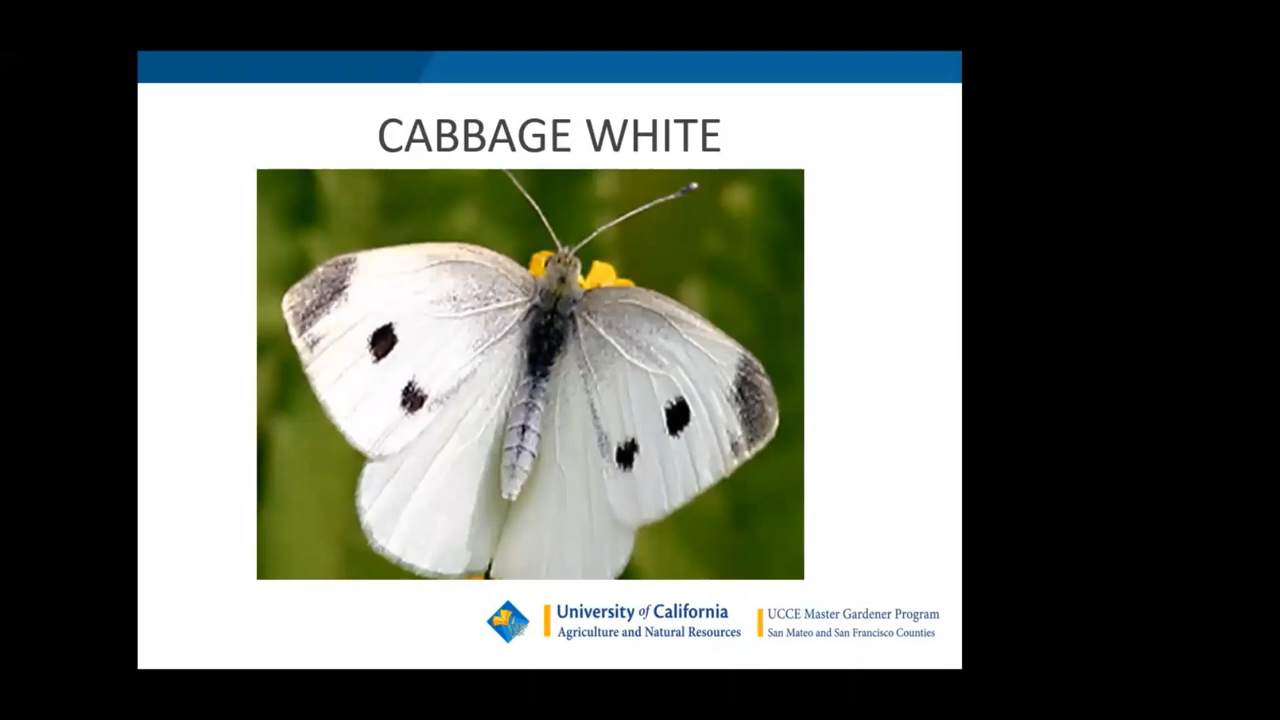 CABBAGE WHITE
University of California
Agriculture and Natural Resources
UCCE Master Gardener Program
San Mateo and San Francisco Counties